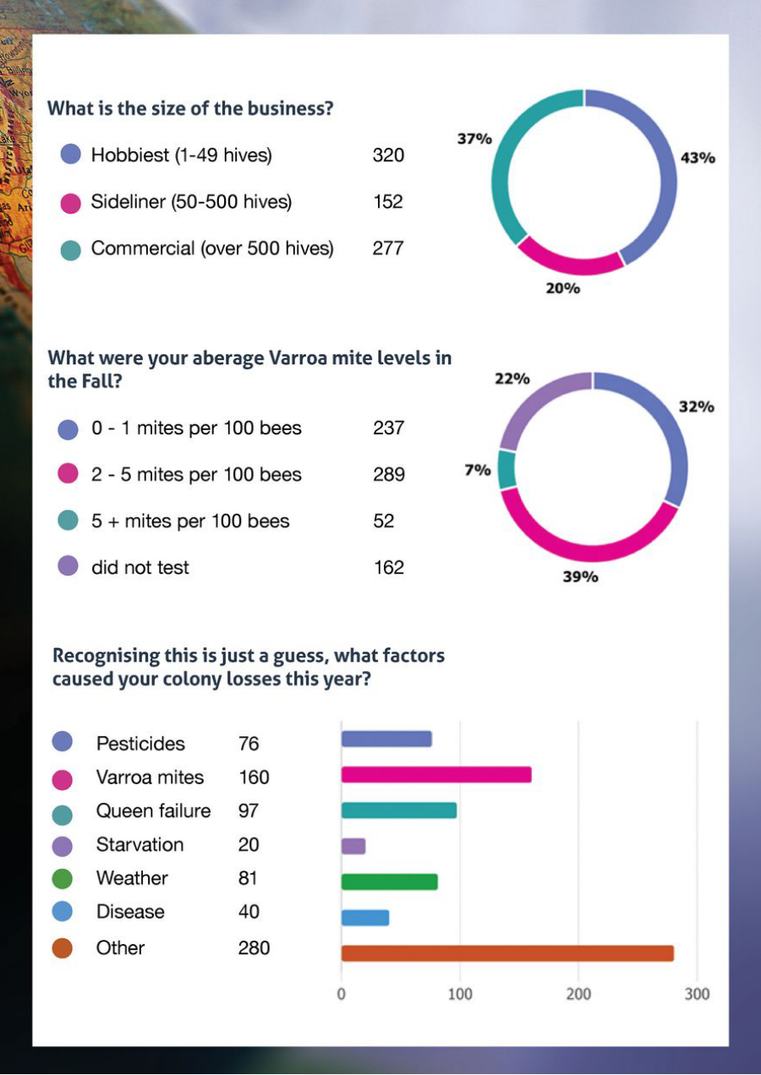 What is the size of the business?
Hobbiest (1-49 hives) 320
Sideliner (50-500 hives) 152
Commercial (over 500 hives) 277
37%
43%
20%
What were your aberage Varroa mite levels in
the Fall?
0 - 1 mites per 100 bees 237
2 - 5 mites per 100 bees 289
5 + mites per 100 bees 52
did not test 162
22%
32%
7%
39%
Recognising this is just a guess, what factors
caused your colony losses this year?
Pesticides 76
Varroa mites 160
Queen failure 97
Starvation 20
Weather 81
Disease 40
Other 280
0 100 200 300